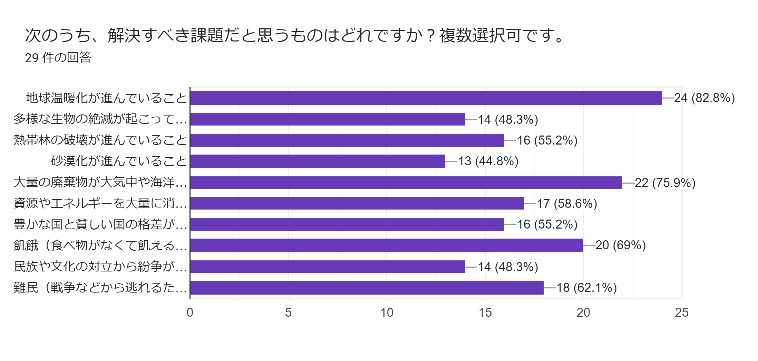 次のうち、解決すべき課題だと思うものはどれですか？複数選択可です。
29 件の回答
地球温暖化が進んでいること 24 (82.8%)
多様な生物の絶滅が起こって… 14 (48.3%)
熱帯林の破壊が進んでいること 16 (55.2%)
砂漠化が進んでいること 13 (44.8%)
大量の廃棄物が大気中や海洋… 22 (75.9%)
資源やエネルギーを大量に消… 17 (58.6%)
豊かな国と貧しい国の格差が… 16 (55.2%)
飢餓（食べ物がなくて飢える… 20 (69%)
民族や文化の対立から紛争が… 14 (48.3%)
難民（戦争などから逃れるた… 18 (62.1%)
0 5 10 15 20 25